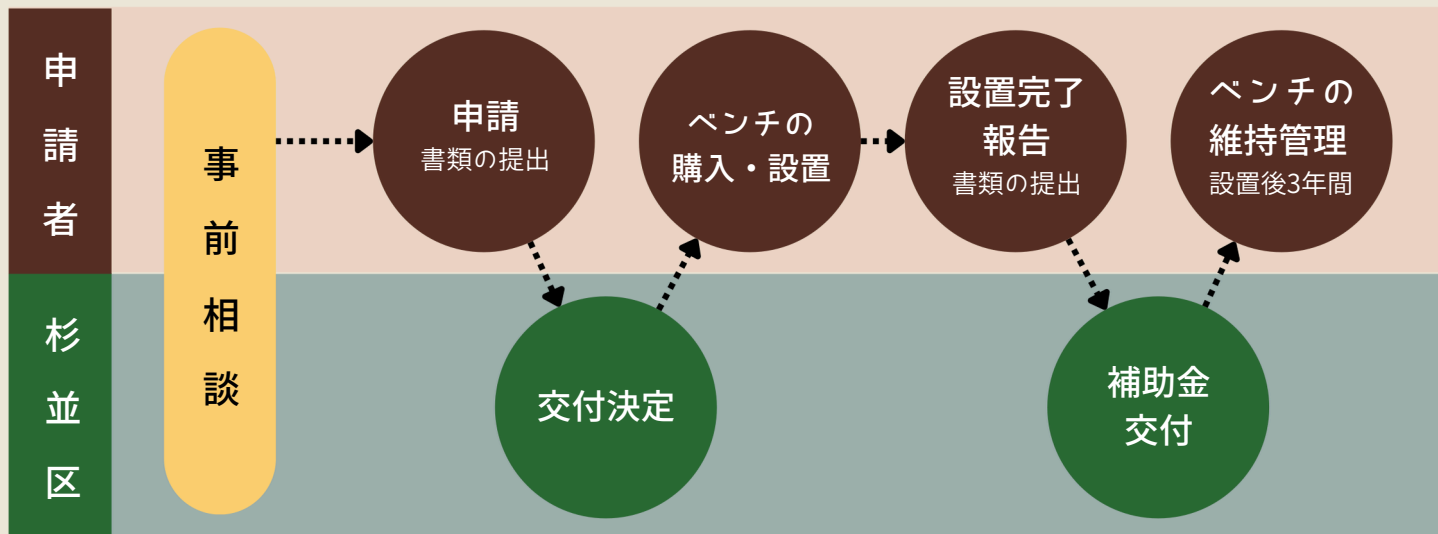 申請者
杉並区
事前相談
申請
書類の提出
交付決定
ベンチの
購入・設置
設置完了
報告
書類の提出
補助金
交付
ベンチの
維持管理
設置後3年間